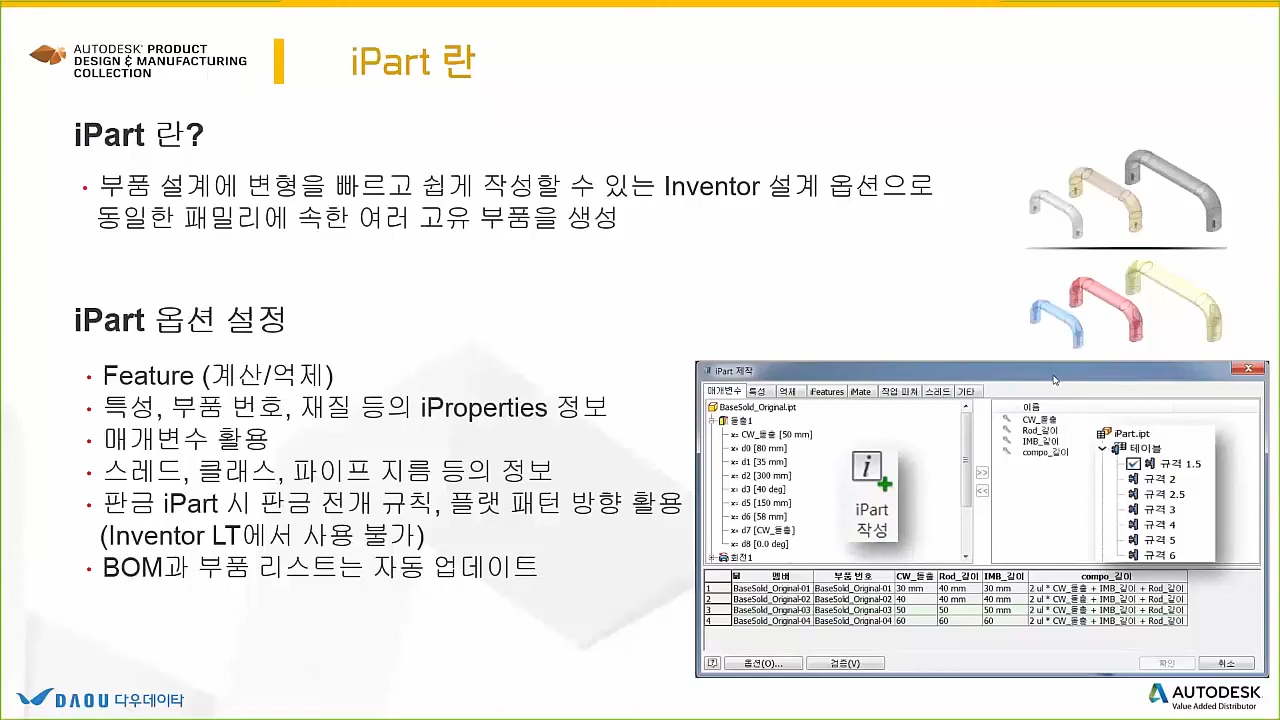 AUTODESK® PRODUCT
DESIGN & MANUFACTURING
COLLECTION
iPart 란
iPart 란?
• 부품 설계에 변형을 빠르고 쉽게 작성할 수 있는 Inventor 설계 옵션으로
동일한 패밀리에 속한 여러 고유 부품을 생성
iPart 옵션 설정
• Feature (계산/억제)
• 특성, 부품 번호, 재질 등의 iProperties 정보
• 매개변수 활용
• 스레드, 클래스, 파이프 지름 등의 정보
• 판금 iPart 시 판금 전개 규칙, 플랫 패턴 방향 활용
(Inventor LT에서 사용 불가)
• BOM과 부품 리스트는 자동 업데이트
iPart 제작
매개변수 특성 억제 iFeatures iMate 작업 피쳐 스레드 기타
BaseSold_Orignal.ipt
돌출1
CW_돌출 [50 mm]
d0 [80 mm]
d1 [35 mm]
d2 [300 mm]
d3 [40 deg]
d5 [150 mm]
d6 [58 mm]
d7 [CW_돌출]
d8 [0.0 deg]
회전1
iPart
작성
>>
<<
이름
CW_돌출
Rod_길이
IMB_길이
compo_길이
iPart.ipt
테이블
규격 1.5
규격 2
규격 2.5
규격 3
규격 4
규격 5
규격 6
멤버 부품 번호 CW_돌출 Rod_길이 IMB_길이 compo_길이
1 BaseSold_Orignal-01 BaseSold_Orignal-01 30 mm 40 mm 30 mm 2 ul * CW_돌출 + IMB_길이 + Rod_길이
2 BaseSold_Orignal-02 BaseSold_Orignal-02 40 40 mm 40 mm 2 ul * CW_돌출 + IMB_길이 + Rod_길이
3 BaseSold_Orignal-03 BaseSold_Orignal-03 50 50 50 mm 2 ul * CW_돌출 + IMB_길이 + Rod_길이
4 BaseSold_Orignal-04 BaseSold_Orignal-04 60 60 60 2 ul * CW_돌출 + IMB_길이 + Rod_길이
옵션(O)... 검증(V) 확인 취소
DAOU 다우데이타
AUTODESK.
Value Added Distributor